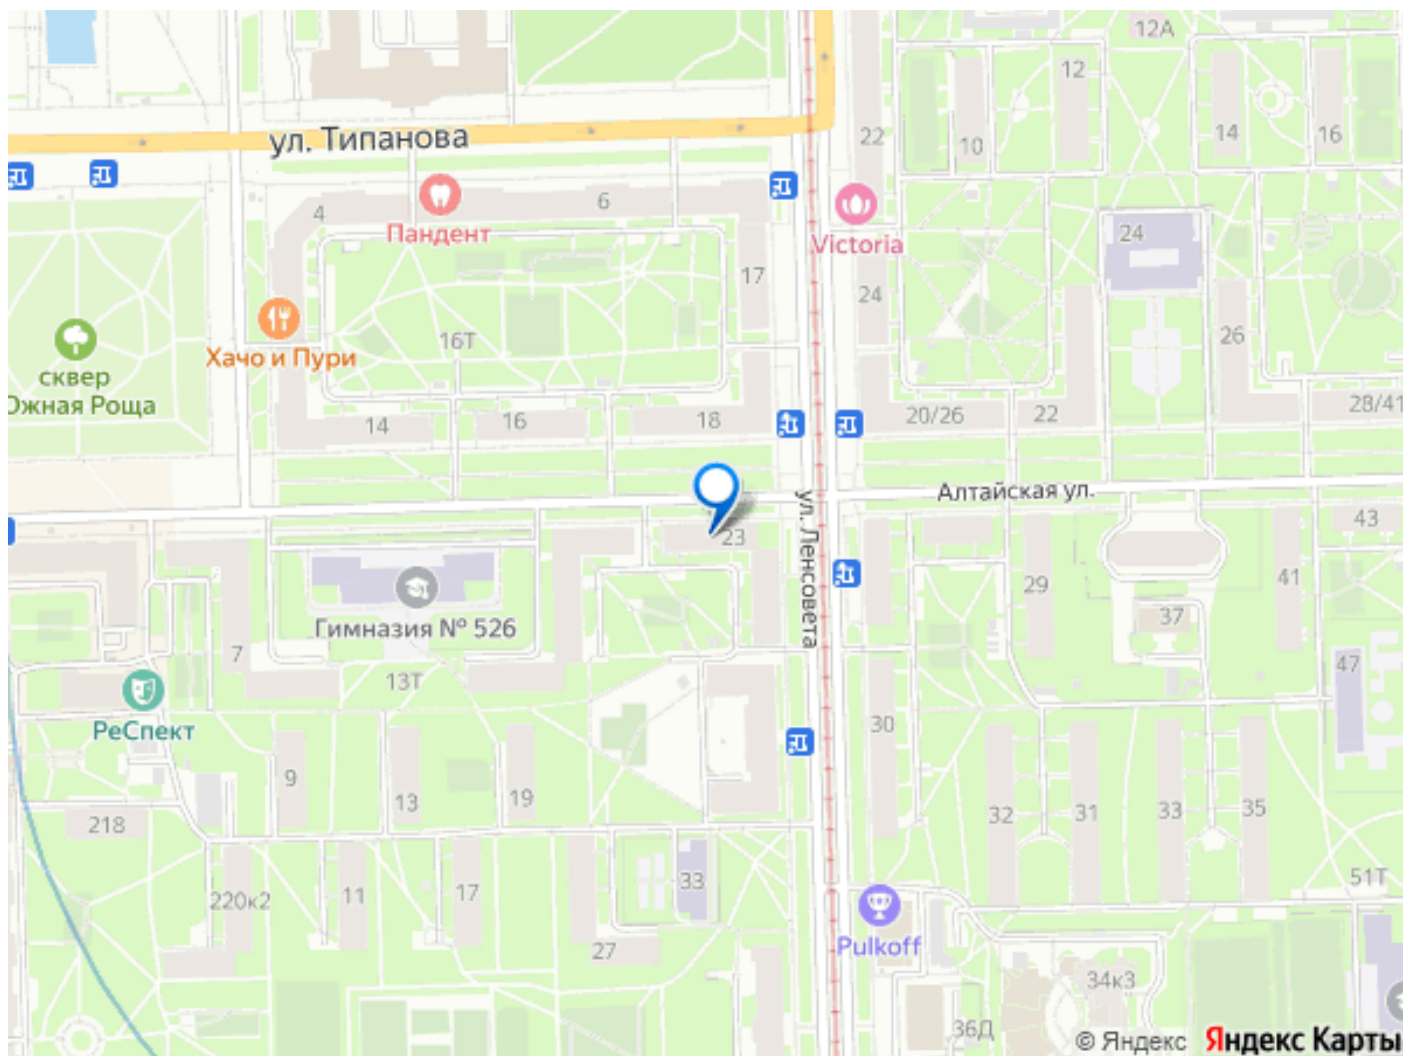 12А
12
22
10
14
16
ул. Типанова
4
6
Пандент
Victoria
24
17
24
26
16Т
Хачо и Пури
сквер
Южная Роща
14
16
18
20/26
22
28/41
Алтайская ул.
ул. Ленсовета
23
43
29
41
37
Гимназия № 526
7
13Т
47
РеСпект
30
9
13
19
218
32
31
33
35
220к2
11
17
33
51Т
27
Pulkoff
34к3
36Д
© Яндекс Яндекс Карты